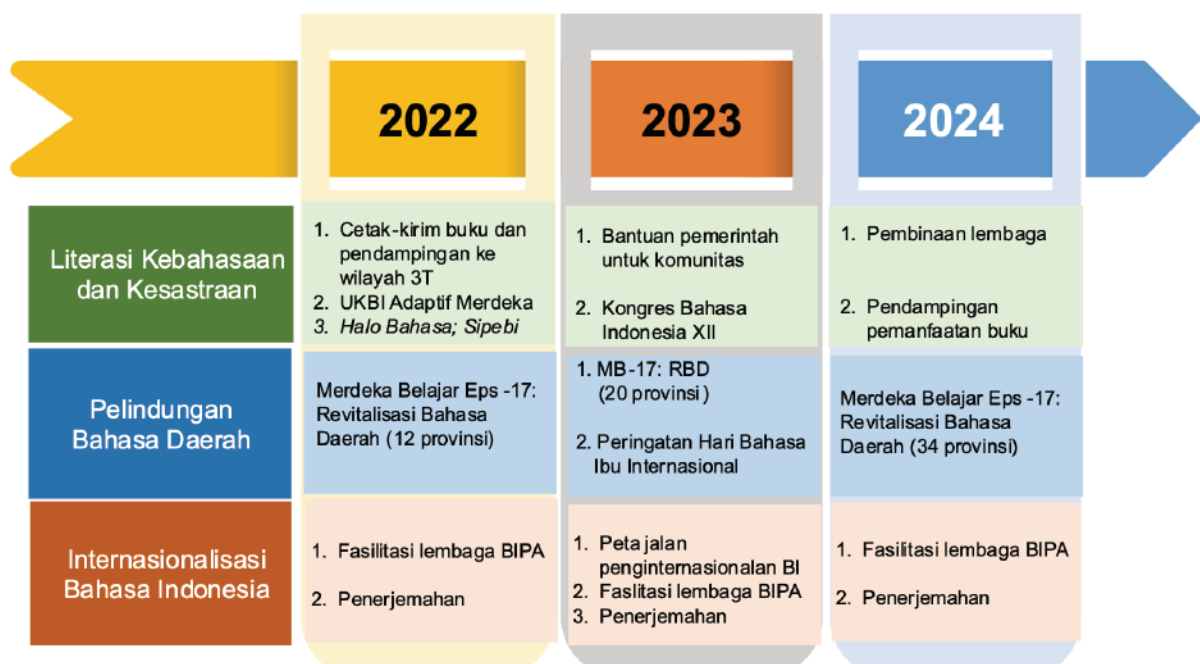 2022
2023
2024
Literasi Kebahasaan
dan Kesastraan
1. Cetak-kirim buku dan
pendampingan ke
wilayah 3T
2. UKBI Adaptif Merdeka
3. Halo Bahasa; Sipebi
1. Bantuan pemerintah
untuk komunitas
2. Kongres Bahasa
Indonesia XII
1. Pembinaan lembaga
2. Pendampingan
pemanfaatan buku
Pelindungan
Bahasa Daerah
Merdeka Belajar Eps -17:
Revitalisasi Bahasa
Daerah (12 provinsi)
1. MB-17: RBD
(20 provinsi)
2. Peringatan Hari Bahasa
Ibu Internasional
Merdeka Belajar Eps -17:
Revitalisasi Bahasa
Daerah (34 provinsi)
Internasionalisasi
Bahasa Indonesia
1. Fasilitasi lembaga BIPA
2. Penerjemahan
1. Peta jalan
penginternasionalan BI
2. Faslitasi lembaga BIPA
3. Penerjemahan
1. Fasilitasi lembaga BIPA
2. Penerjemahan